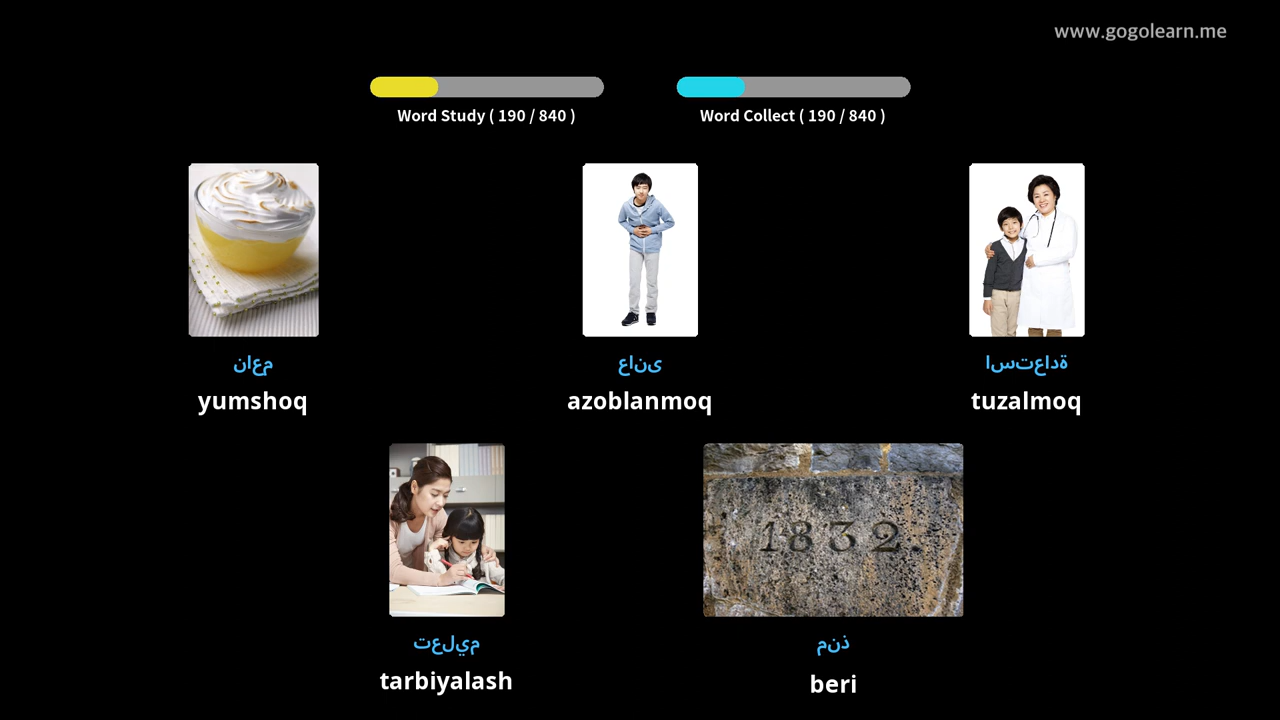 www.gogolearn.me
Word Study ( 190 / 840 )
Word Collect ( 190 / 840 )
ناعم
yumshoq
عانى
azoblanmoq
استعادة
tuzalmoq
1832.
تعليم
tarbiyalash
منذ
beri